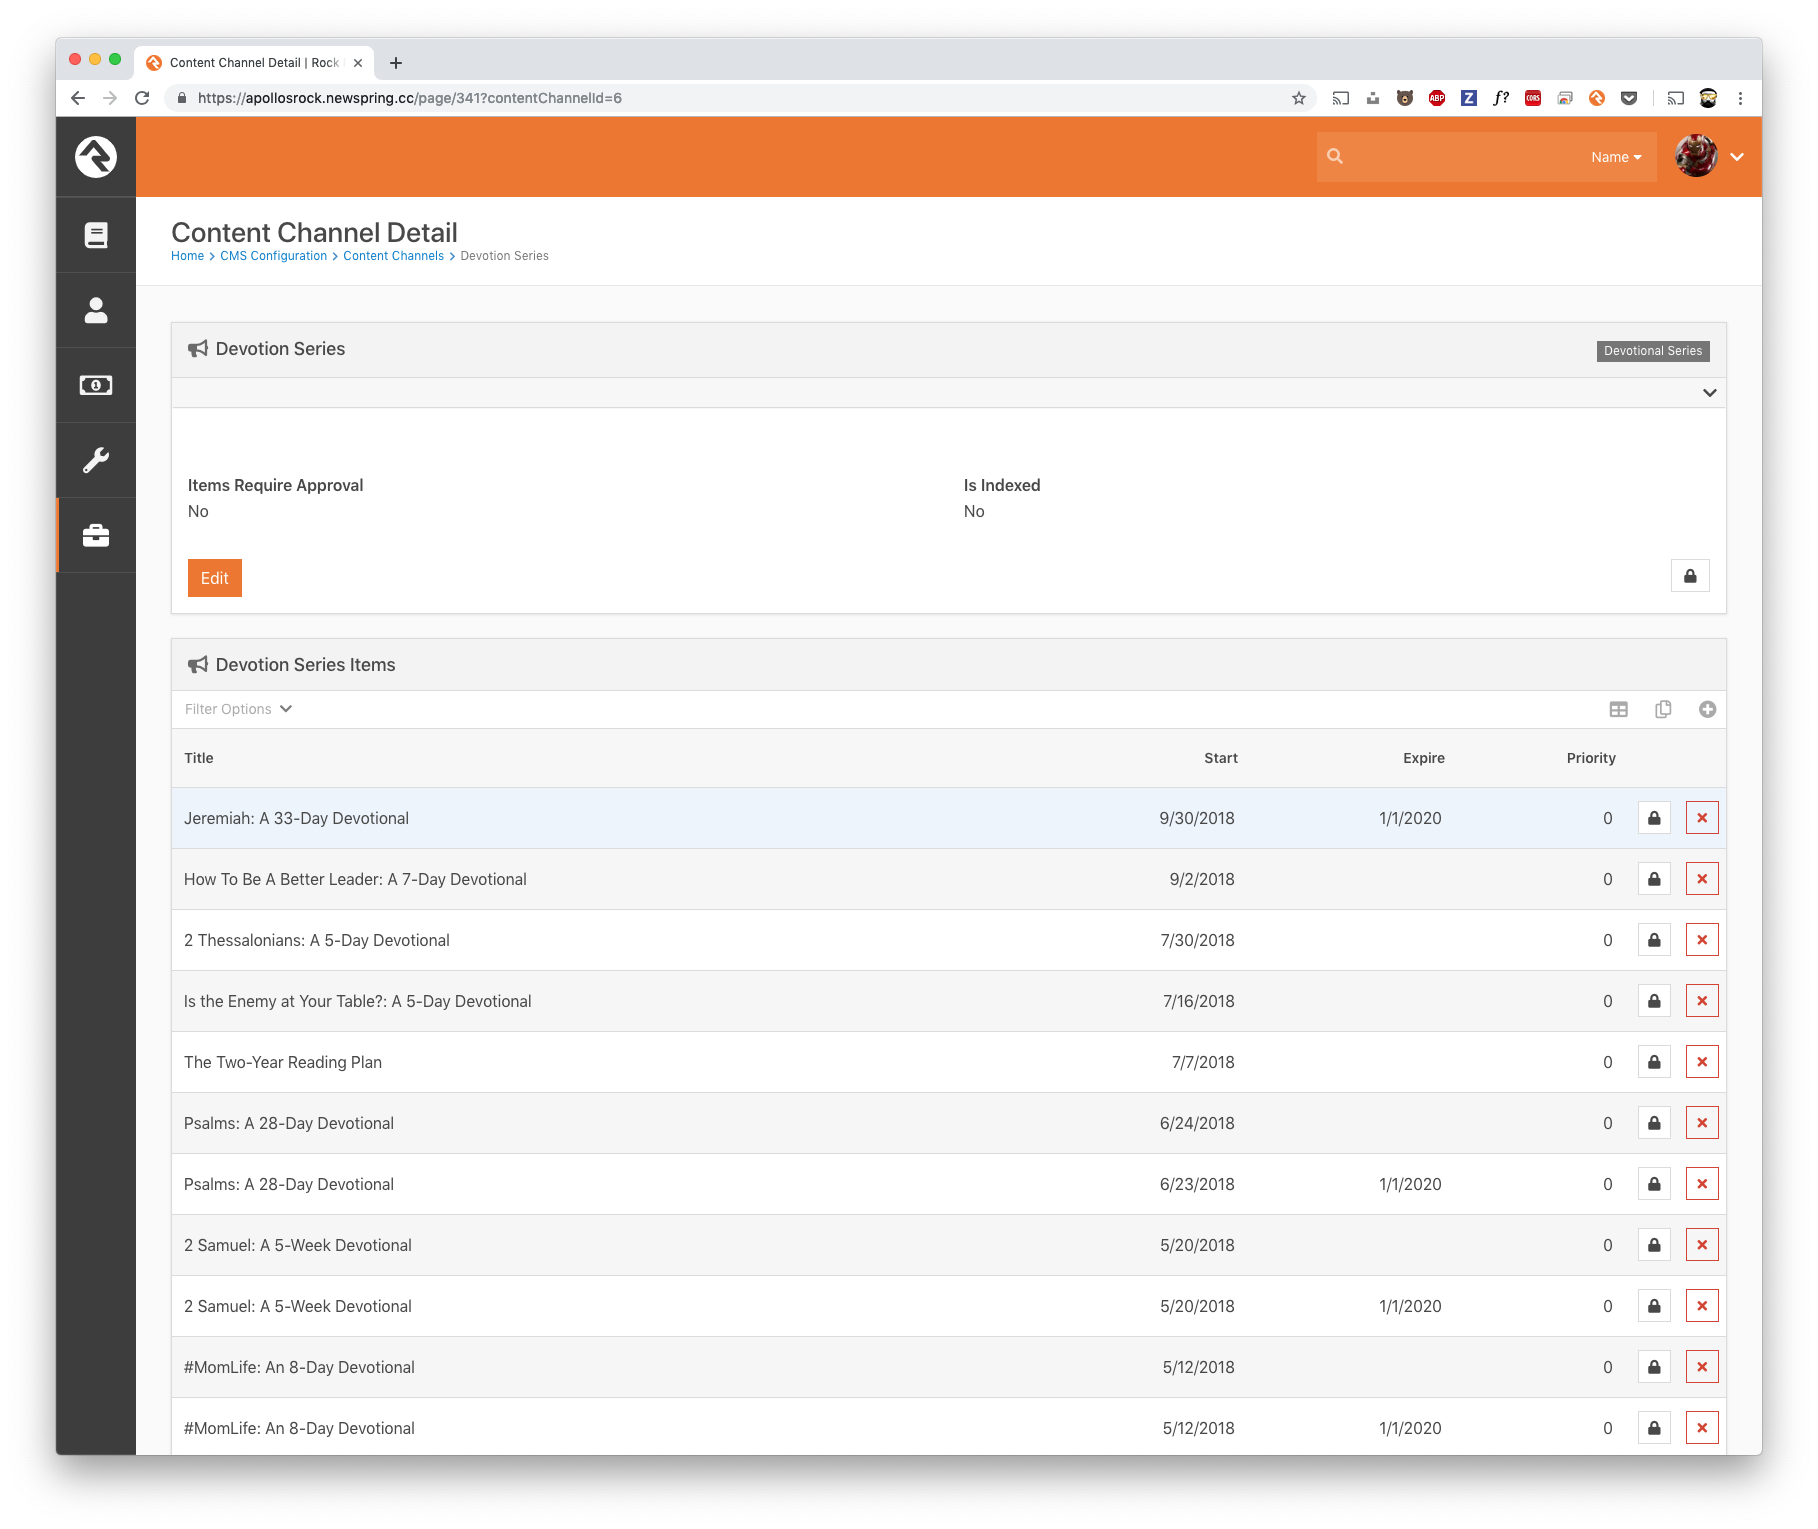 Content Channel Detail | Rock
https://apollosrock.newspring.cc/page/341?contentChannelId=6
ABP
Z
f?
CORS
Name
Content Channel Detail
Home > CMS Configuration > Content Channels > Devotion Series
Devotion Series
Devotional Series
Items Require Approval
Is Indexed
No
No
Edit
Devotion Series Items
Filter Options
Title Start Expire Priority
Jeremiah: A 33-Day Devotional 9/30/2018 1/1/2020 0
How To Be A Better Leader: A 7-Day Devotional 9/2/2018 0
2 Thessalonians: A 5-Day Devotional 7/30/2018 0
Is the Enemy at Your Table?: A 5-Day Devotional 7/16/2018 0
The Two-Year Reading Plan 7/7/2018 0
Psalms: A 28-Day Devotional 6/24/2018 0
Psalms: A 28-Day Devotional 6/23/2018 1/1/2020 0
2 Samuel: A 5-Week Devotional 5/20/2018 0
2 Samuel: A 5-Week Devotional 5/20/2018 1/1/2020 0
#MomLife: An 8-Day Devotional 5/12/2018 0
#MomLife: An 8-Day Devotional 5/12/2018 1/1/2020 0